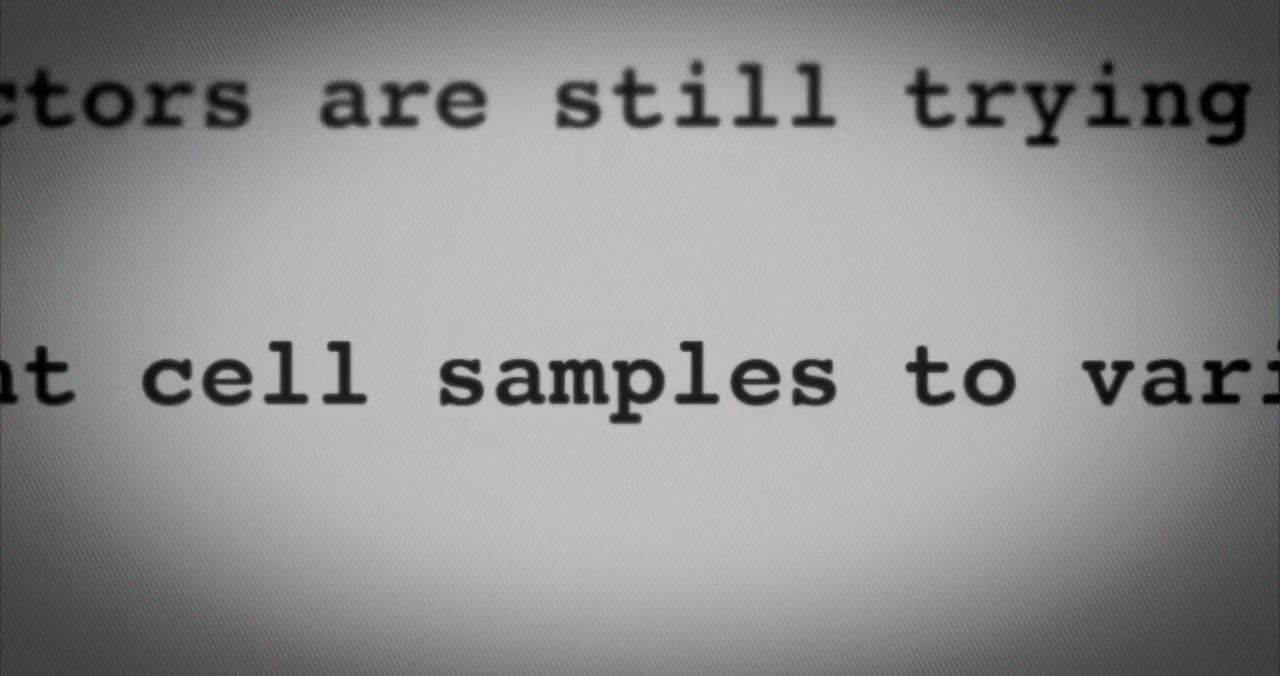 ctors are still trying
nt cell samples to vari